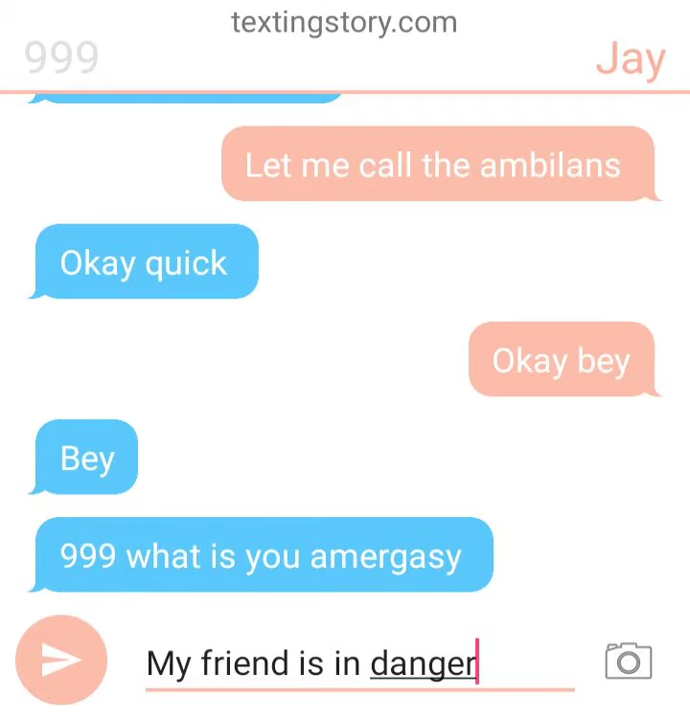 textingstory.com
999
Jay
Let me call the ambilans
Okay quick
Okay bey
Bey
999 what is you amergasy
My friend is in danger